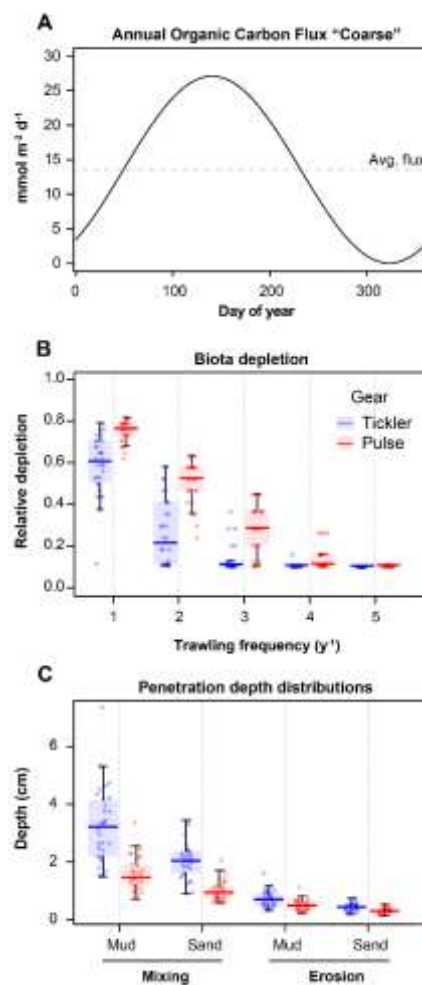 A
Annual Organic Carbon Flux "Coarse"
mmol m⁻² d⁻¹
30
25
20
15
10
5
0
Avg. flux
0 100 200 300
Day of year
B
Biota depletion
Relative depletion
1.0
0.8
0.6
0.4
0.2
0.0
Gear
Tickler
Pulse
1 2 3 4 5
Trawling frequency (y⁻¹)
C
Penetration depth distributions
Depth (cm)
6
4
2
0
Mud Sand Mud Sand
Mixing Erosion